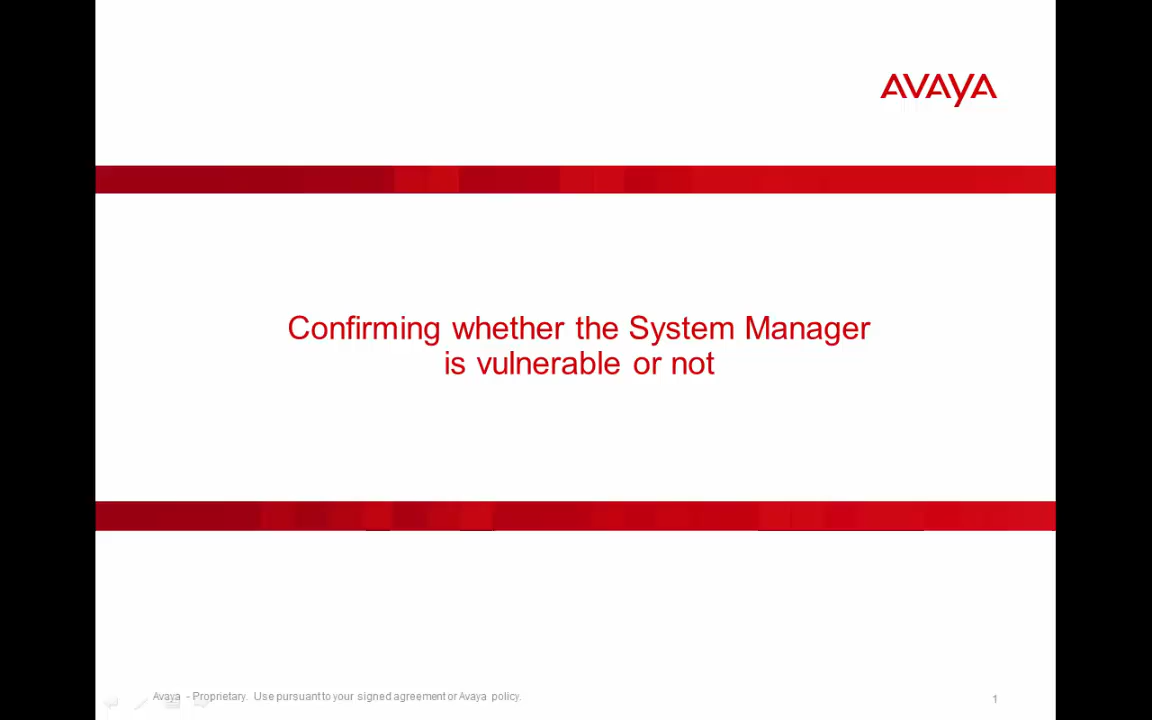 AVAYA
Confirming whether the System Manager
is vulnerable or not
Avaya - Proprietary. Use pursuant to your signed agreement or Avaya policy.
1